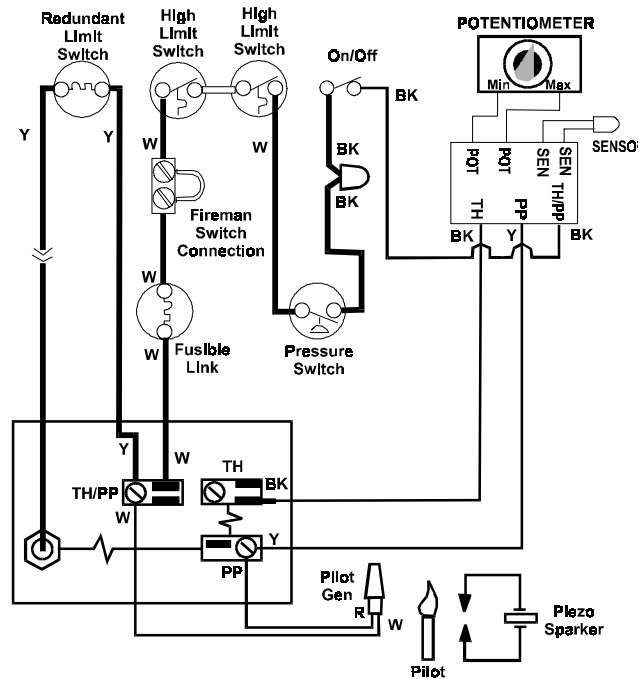 Redundant
Limit
Switch
High
Limit
Switch
High
Limit
Switch
On/Off
POTENTIOMETER
Min
Max
BK
SENSOR
POT
POT
SEN
SEN
TH
PP
TH/PP
Y
Y
W
W
BK
BK
BK
Y
BK
Fireman
Switch
Connection
W
Fusible
Link
W
Pressure
Switch
Y
W
TH
BK
TH/PP
W
Y
PP
Pilot
Gen
R
W
Pilot
Piezo
Sparker